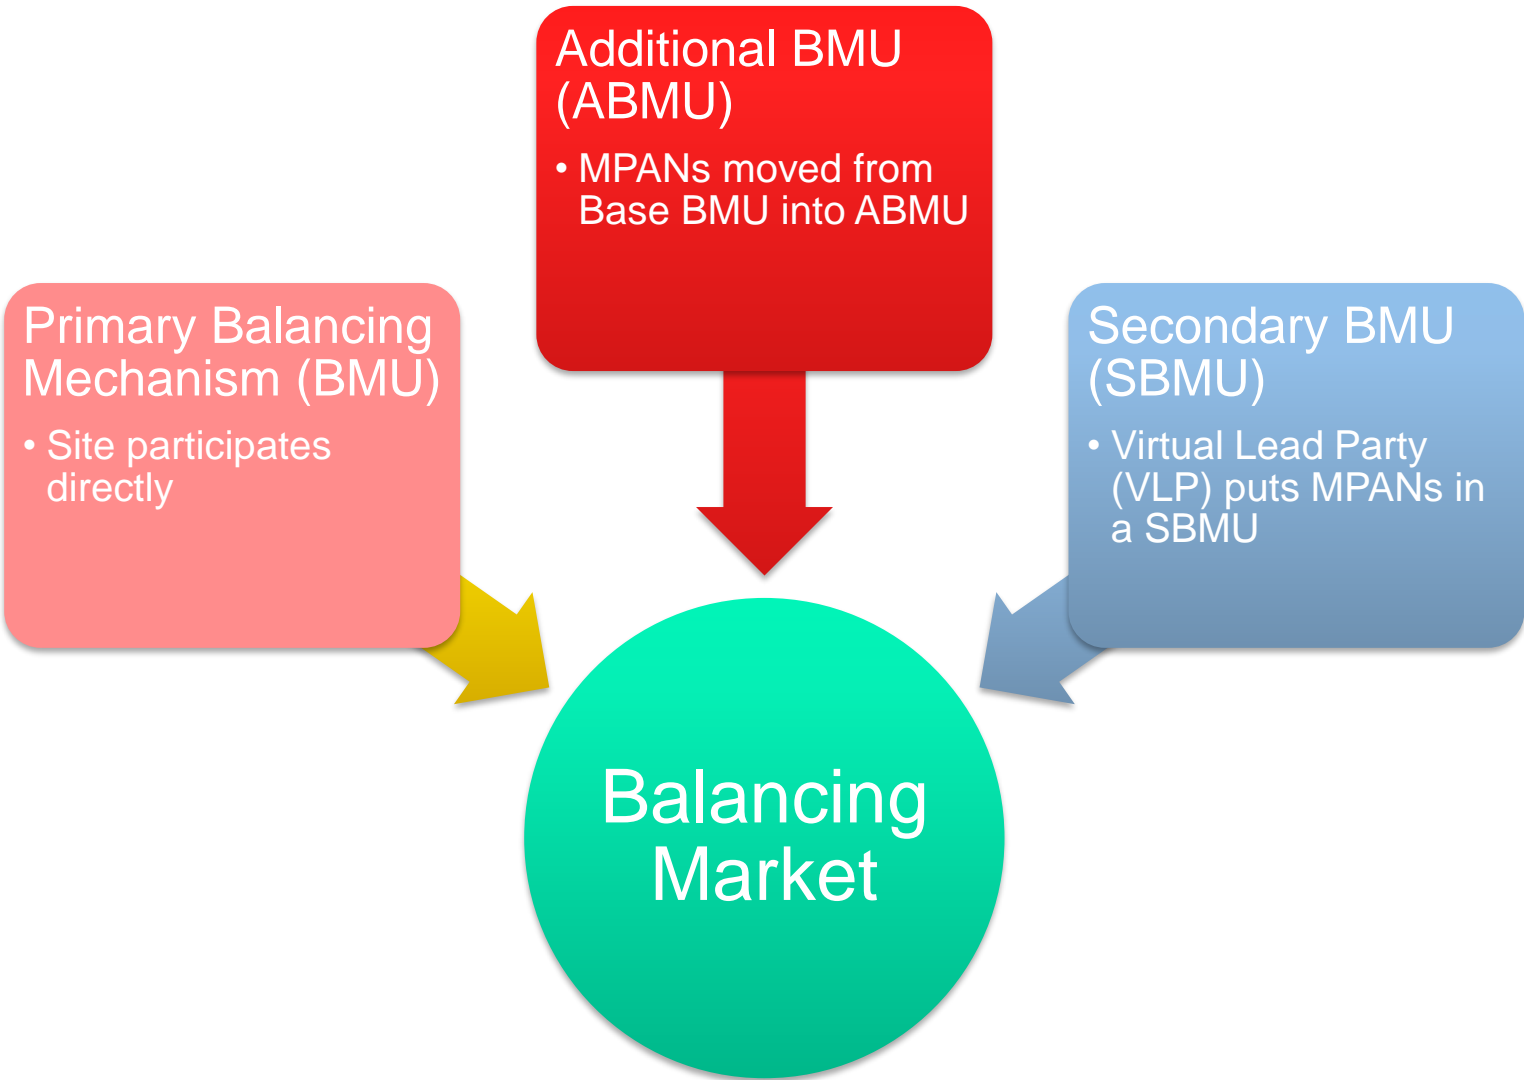 Additional BMU
(ABMU)
• MPANs moved from
Base BMU into ABMU
Primary Balancing
Mechanism (BMU)
• Site participates
directly
Secondary BMU
(SBMU)
• Virtual Lead Party
(VLP) puts MPANs in
a SBMU
Balancing
Market